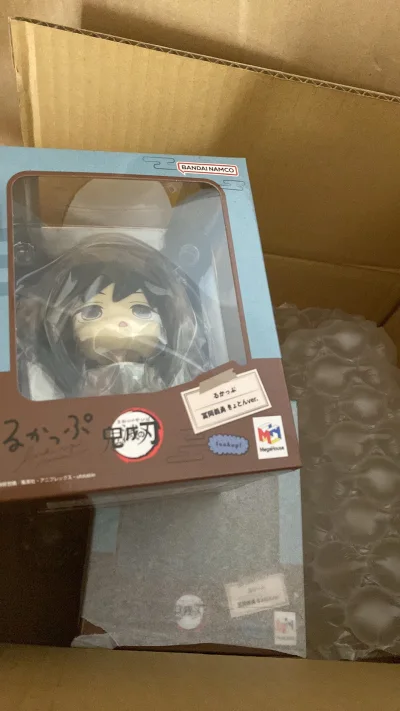 BANDAI NAMCO
るかっぷ
冨岡義勇 きょとんver.
るかっぷ
鬼滅の刃
lookup!
MegaHouse